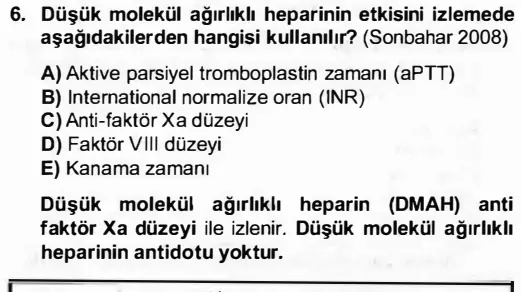 6. Düşük molekül ağırlıklı heparinin etkisini izlemede
aşağıdakilerden hangisi kullanılır? (Sonbahar 2008)
A) Aktive parsiyel tromboplastin zamanı (aPTT)
B) International normalize oran (INR)
C) Anti-faktör Xa düzeyi
D) Faktör VIII düzeyi
E) Kanama zamanı
Düşük molekül ağırlıklı heparin (DMAH) anti
faktör Xa düzeyi ile izlenir. Düşük molekül ağırlıklı
heparinin antidotu yoktur.